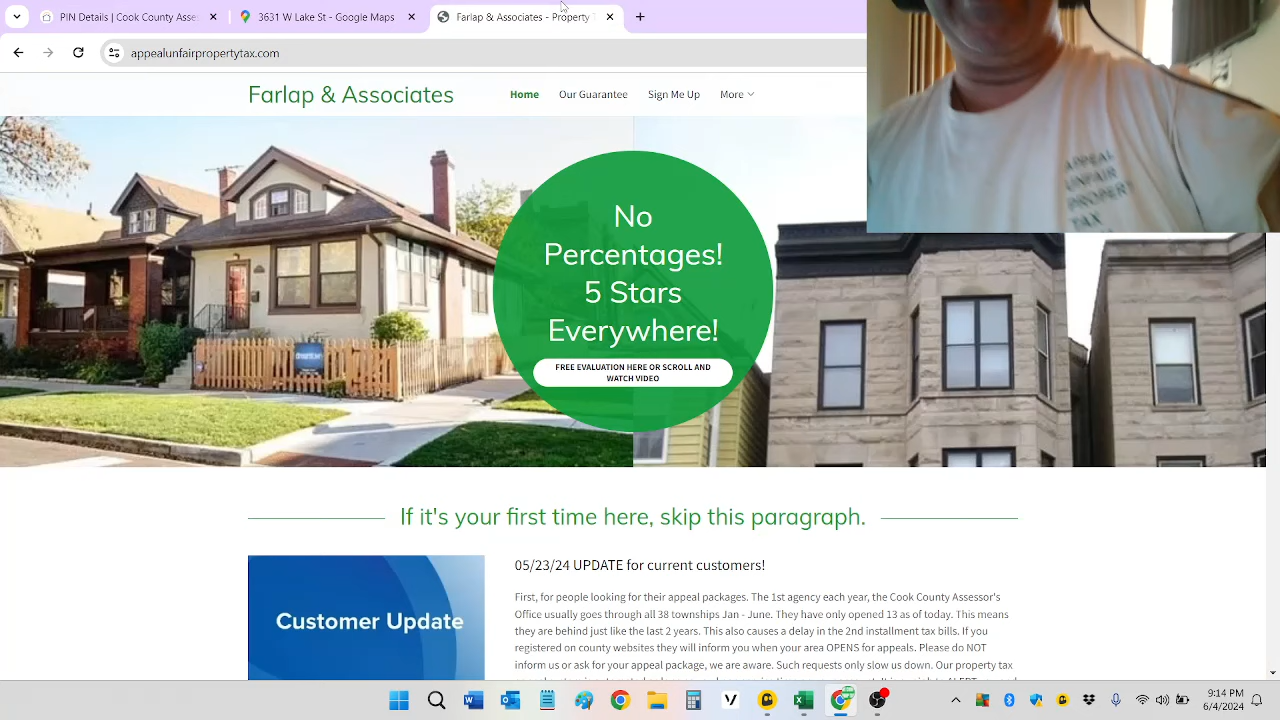 2021 - Cook County Asse
3631 W Lake St - Google Maps
Farlap & Associates - Property T
appealunfairpropertytax.com
Farlap & Associates
Home
Our Guarantee
Sign Me Up
More
APPEAL
UNFAIR
PROPERT
TAX
No
Percentages!
5 Stars
Everywhere!
FREE EVALUATION HERE OR SCROLL AND
WATCH VIDEO
If it's your first time here, skip this paragraph.
Customer Update
05/23/24 UPDATE for current customers!
First, for people looking for their appeal packages. The 1st agency each year, the Cook County Assessor's
Office usually goes through all 38 townships Jan - June. They have only opened 13 as of today. This means
they are behind just like the last 2 years. This also causes a delay in the 2nd installment tax bills. If you
registered on county websites they will inform you when your area OPENS for appeals. Please do NOT
inform us or ask for your appeal package, we are aware. Such requests only slow us down. Our property tax
9:14 PM
6/4/2024